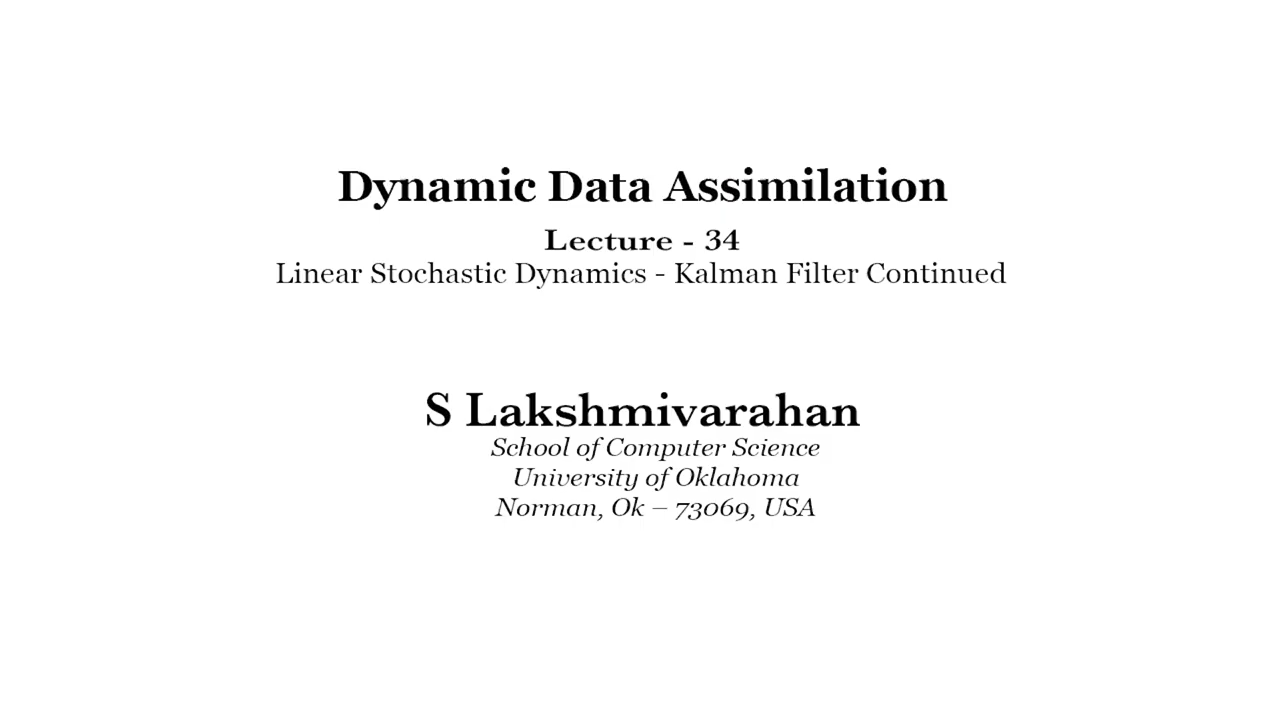 Dynamic Data Assimilation
Lecture - 34
Linear Stochastic Dynamics - Kalman Filter Continued
S Lakshmivarahan
School of Computer Science
University of Oklahoma
Norman, Ok – 73069, USA